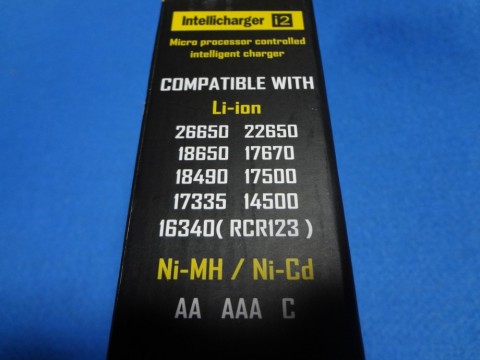 Intellicharger i2
Micro processor controlled
intelligent charger
COMPATIBLE WITH
Li-ion
26650 22650
18650 17670
18490 17500
17335 14500
16340( RCR123 )
Ni-MH / Ni-Cd
AA AAA C